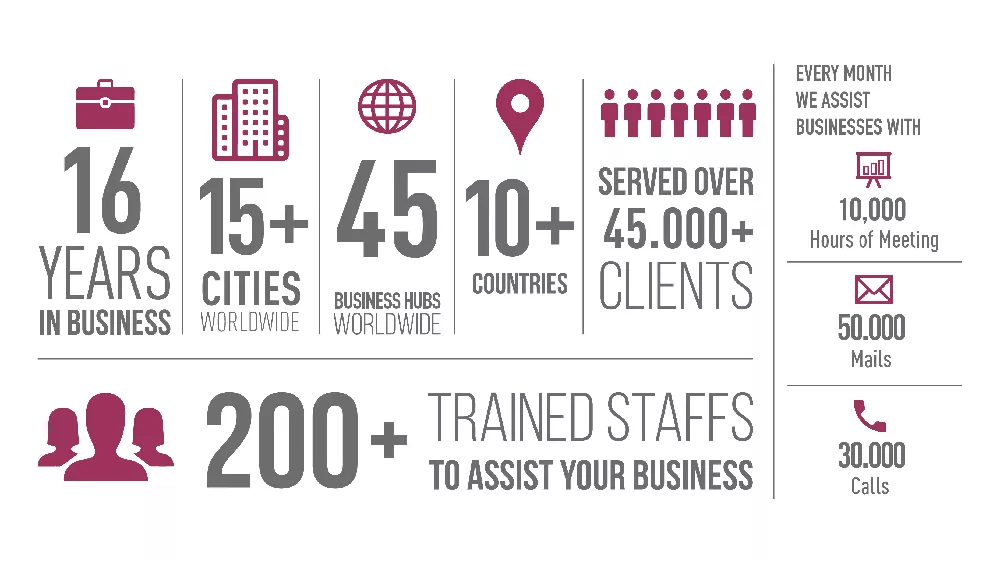 16
YEARS
IN BUSINESS
15+
CITIES
WORLDWIDE
45
BUSINESS HUBS
WORLDWIDE
10+
COUNTRIES
SERVED OVER
45.000+
CLIENTS
200+
TRAINED STAFFS
TO ASSIST YOUR BUSINESS
EVERY MONTH
WE ASSIST
BUSINESSES WITH
10,000
Hours of Meeting
50.000
Mails
30.000
Calls